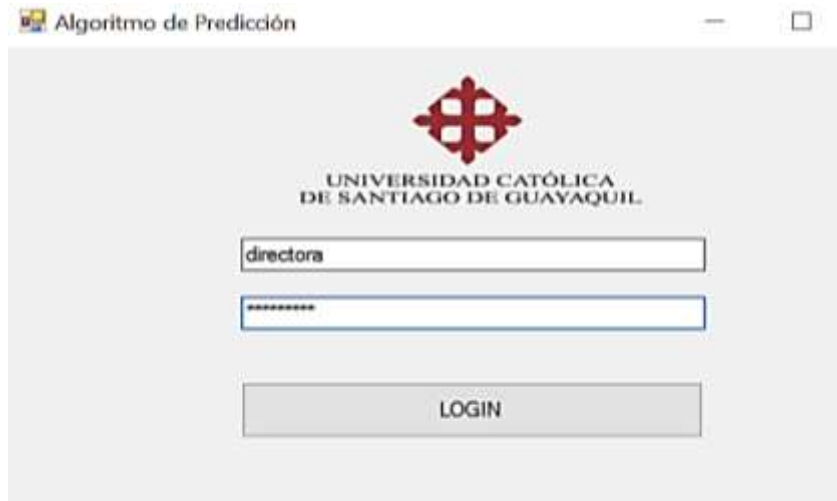 Algoritmo de Predicción
UNIVERSIDAD CATÓLICA
DE SANTIAGO DE GUAYAQUIL
directora
*********
LOGIN